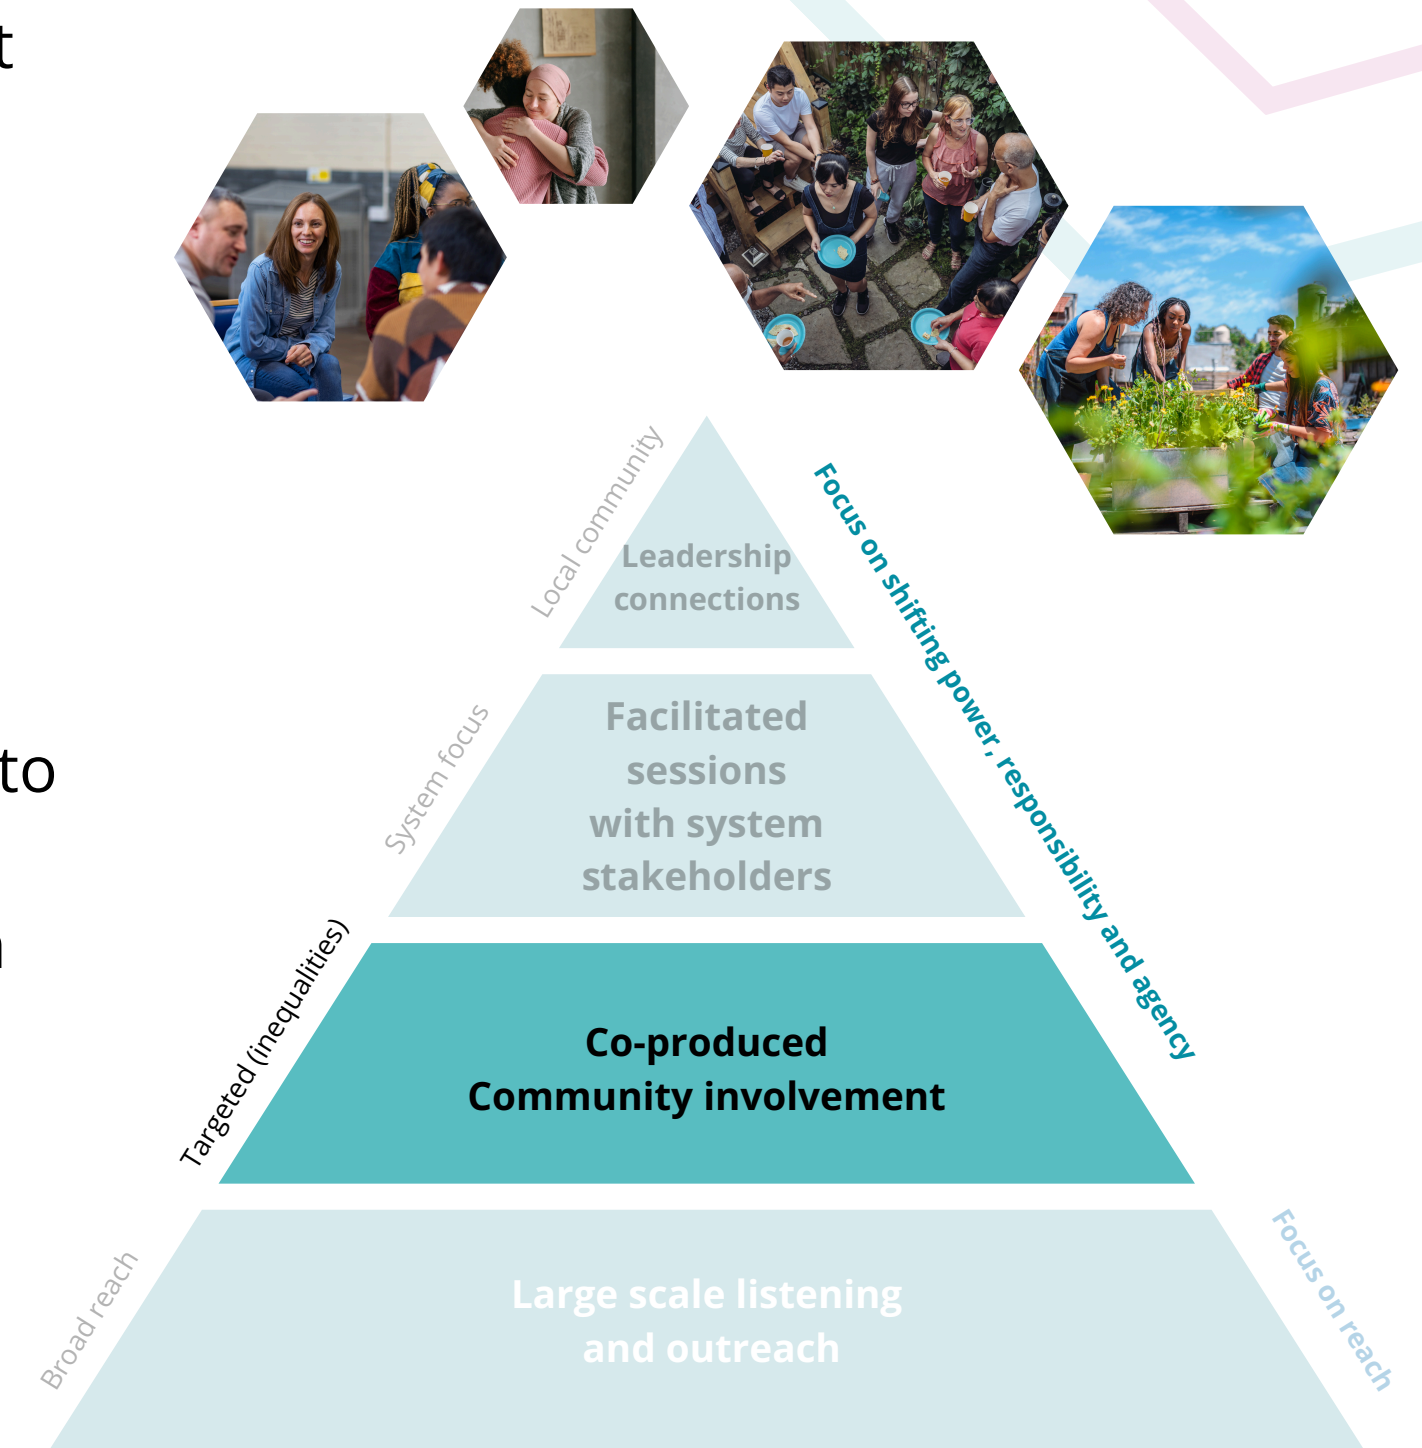 t
Local community
Leadership
connections
Focus on shifting power, responsibility and agency
System focus
Facilitated
sessions
with system
stakeholders
to
Targeted (inequalities)
Co-produced
Community involvement
Broad reach
Large scale listening
and outreach
Focus on reach